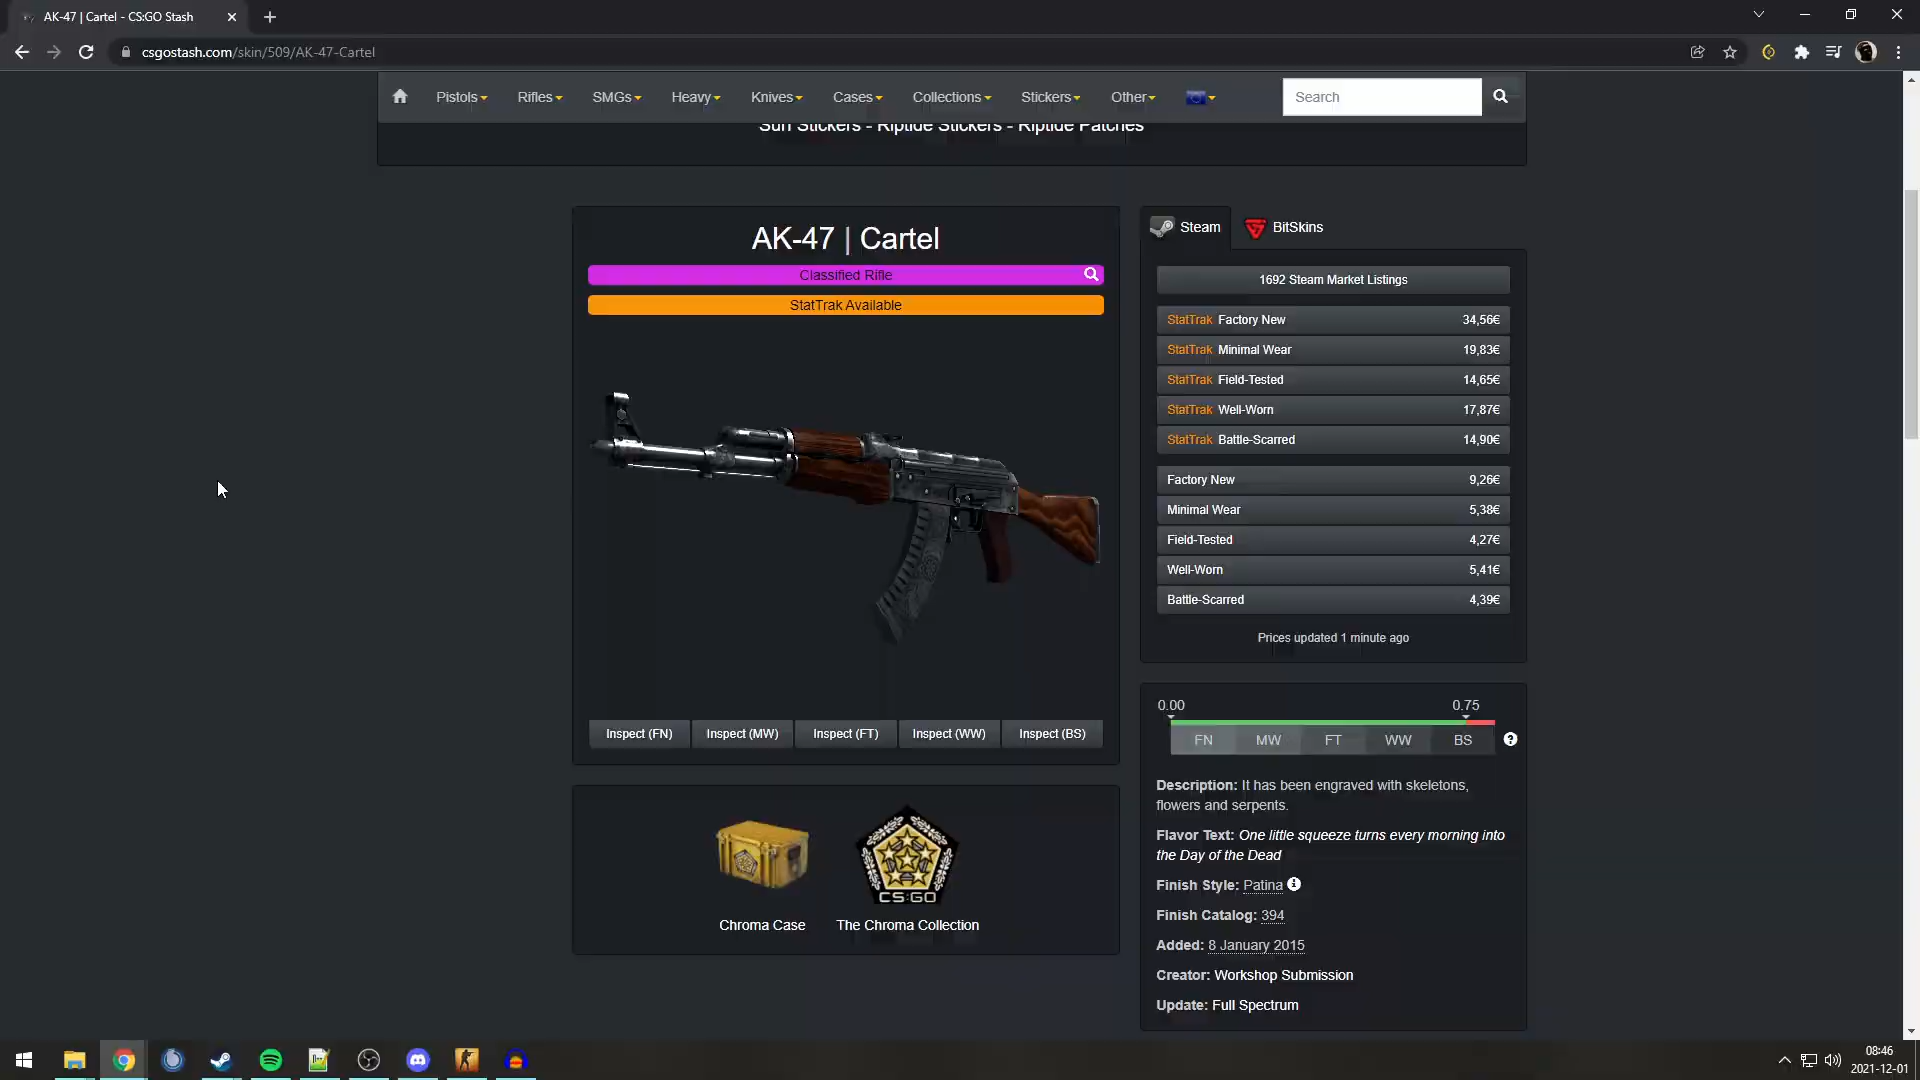 AK-47 | Cartel - CS:GO Stash
csgostash.com/skin/509/AK-47-Cartel
Pistols Rifles SMGs Heavy Knives Cases Collections Stickers Other Search
Surf Stickers - Riptide Stickers - Riptide Patches
AK-47 | Cartel
Classified Rifle
StatTrak Available
Inspect (FN) Inspect (MW) Inspect (FT) Inspect (WW) Inspect (BS)
CS:GO
Chroma Case The Chroma Collection
Steam BitSkins
1692 Steam Market Listings
StatTrak Factory New 34,56€
StatTrak Minimal Wear 19,83€
StatTrak Field-Tested 14,65€
StatTrak Well-Worn 17,87€
StatTrak Battle-Scarred 14,90€
Factory New 9,26€
Minimal Wear 5,38€
Field-Tested 4,27€
Well-Worn 5,41€
Battle-Scarred 4,39€
Prices updated 1 minute ago
0.00 0.75
FN MW FT WW BS
Description: It has been engraved with skeletons,
flowers and serpents.
Flavor Text: One little squeeze turns every morning into
the Day of the Dead
Finish Style: Patina
Finish Catalog: 394
Added: 8 January 2015
Creator: Workshop Submission
Update: Full Spectrum
08:46
2021-12-01